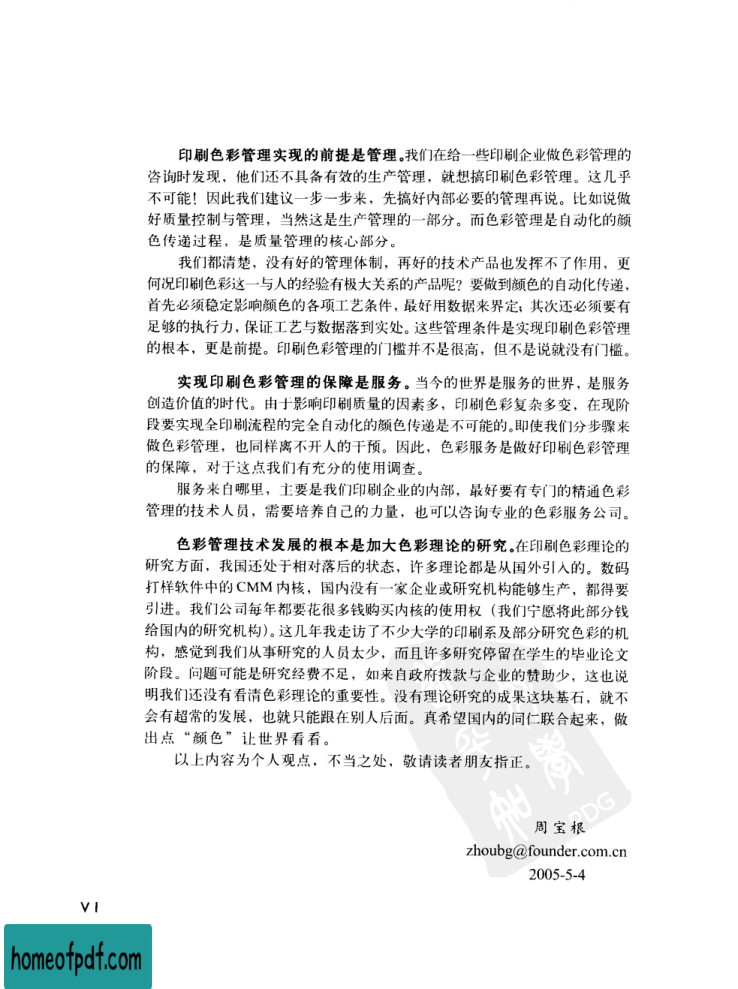 印刷色彩管理实现的前提是管理。我们在给一些印刷企业做色彩管理的
咨询时发现，他们还不具备有效的生产管理，就想搞印刷色彩管理。这几乎
不可能！因此我们建议一步一步来，先搞好内部必要的管理再说。比如说做
好质量控制与管理，当然这是生产管理的一部分。而色彩管理是自动化的颜
色传递过程，是质量管理的核心部分。
我们都清楚，没有好的管理体制，再好的技术产品也发挥不了作用，更
何况印刷色彩这一与人的经验有极大关系的产品呢？要做到颜色的自动化传递，
首先必须稳定影响颜色的各项工艺条件，最好用数据来界定；其次还必须要有
足够的执行力，保证工艺与数据落到实处。这些管理条件是实现印刷色彩管理
的根本，更是前提。印刷色彩管理的门槛并不是很高，但不是说就没有门槛。
实现印刷色彩管理的保障是服务。当今的世界是服务的世界，是服务
创造价值的时代。由于影响印刷质量的因素多，印刷色彩复杂多变，在现阶
段要实现全印刷流程的完全自动化的颜色传递是不可能的。即使我们分步骤来
做色彩管理，也同样离不开人的干预。因此，色彩服务是做好印刷色彩管理
的保障，对于这点我们有充分的使用调查。
服务来自哪里，主要是我们印刷企业的内部，最好要有专门的精通色彩
管理的技术人员，需要培养自己的力量，也可以咨询专业的色彩服务公司。
色彩管理技术发展的根本是加大色彩理论的研究。在印刷色彩理论的
研究方面，我国还处于相对落后的状态，许多理论都是从国外引入的。数码
打样软件中的 CMM 内核，国内没有一家企业或研究机构能够生产，都得要
引进。我们公司每年都要花很多钱购买内核的使用权（我们宁愿将此部分钱
给国内的研究机构）。这几年我走访了不少大学的印刷系及部分研究色彩的机
构，感觉到我们从事研究的人员太少，而且许多研究停留在学生的毕业论文
阶段。问题可能是研究经费不足，如来自政府拨款与企业的赞助少，这也说
明我们还没有看清色彩理论的重要性。没有理论研究的成果这块基石，就不
会有超常的发展，也就只能跟在别人后面。真希望国内的同仁联合起来，做
出点“颜色”让世界看看。
以上内容为个人观点，不当之处，敬请读者朋友指正。
周宝根
zhoubg@founder.com.cn
2005-5-4
VI
homeofpdf.com